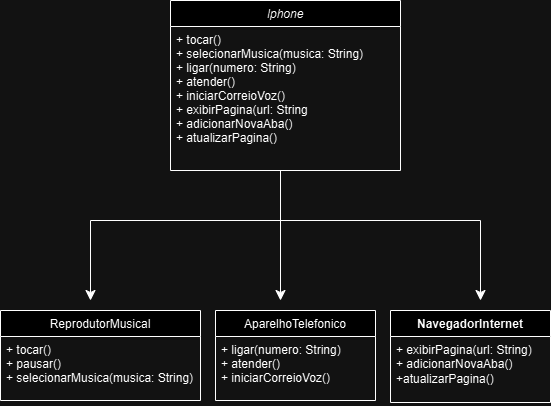 Iphone
+ tocar()
+ selecionarMusica(musica: String)
+ ligar(numero: String)
+ atender()
+ iniciarCorreioVoz()
+ exibirPagina(url: String
+ adicionarNovaAba()
+ atualizarPagina()
ReprodutorMusical
+ tocar()
+ pausar()
+ selecionarMusica(musica: String)
AparelhoTelefonico
+ ligar(numero: String)
+ atender()
+ iniciarCorreioVoz()
NavegadorInternet
+ exibirPagina(url: String)
+ adicionarNovaAba()
+atualizarPagina()